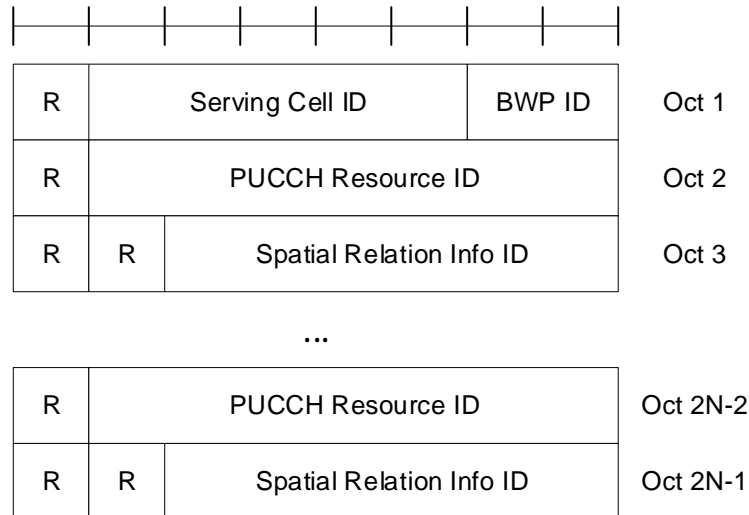 R Serving Cell ID BWP ID Oct 1
R PUCCH Resource ID Oct 2
R R Spatial Relation Info ID Oct 3
...
R PUCCH Resource ID Oct 2N-2
R R Spatial Relation Info ID Oct 2N-1